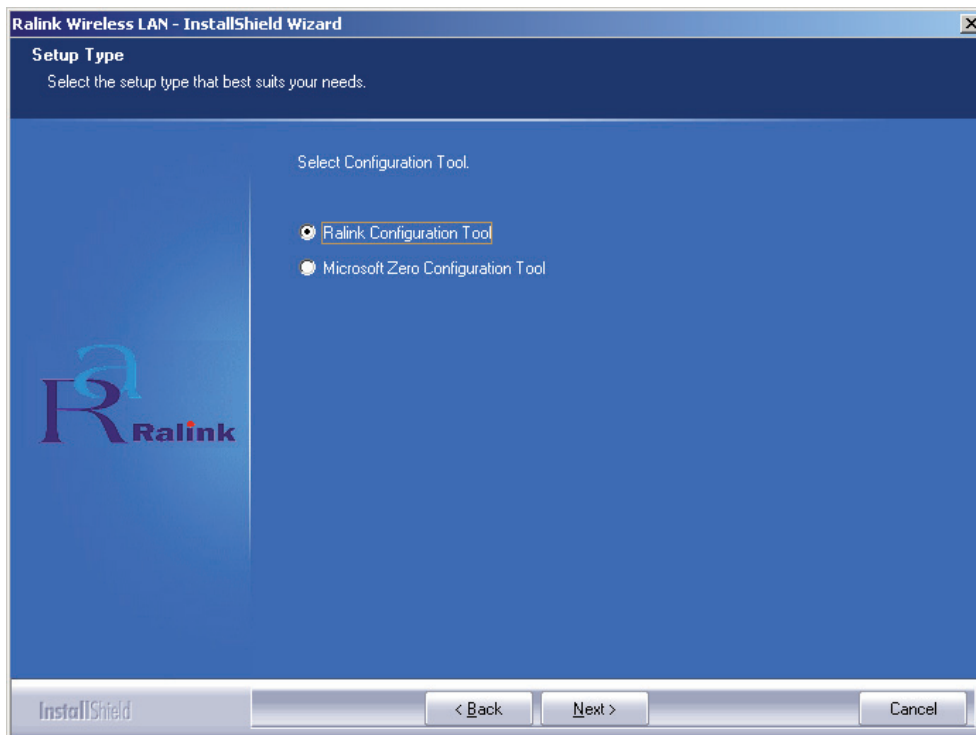 Ralink Wireless LAN - InstallShield Wizard
Setup Type
Select the setup type that best suits your needs.
Select Configuration Tool.
Ralink Configuration Tool
Microsoft Zero Configuration Tool
Ra
Ralink
InstallShield
< Back
Next >
Cancel